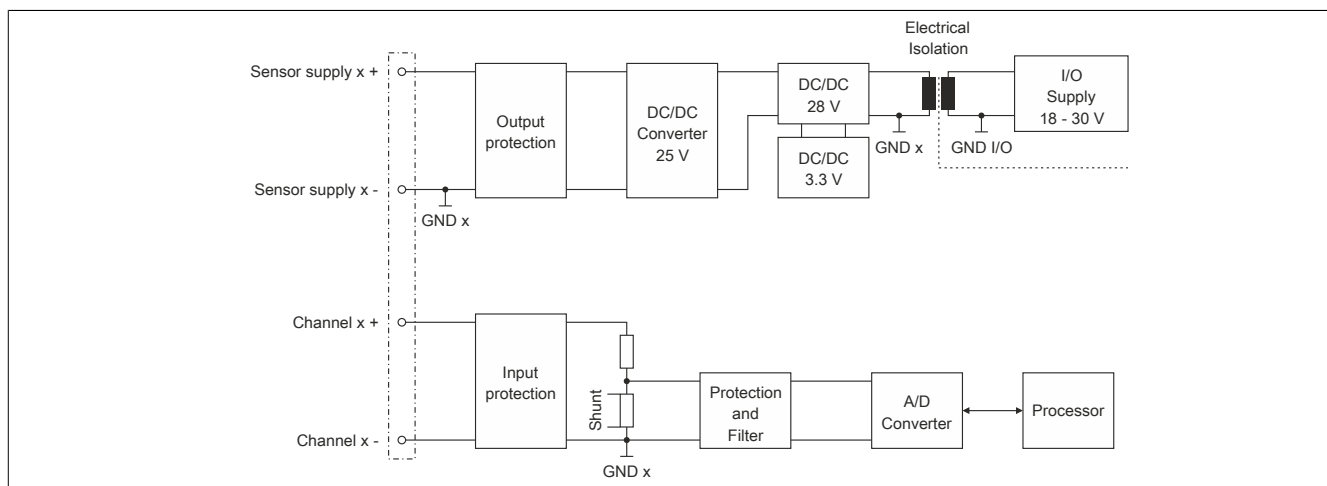 Electrical
Isolation
Sensor supply x +
Output
protection
DC/DC
Converter
25 V
DC/DC
28 V
I/O
Supply
18 - 30 V
GND x
GND I/O
DC/DC
3.3 V
Sensor supply x -
GND x
Channel x +
Input
protection
Shunt
Protection
and
Filter
A/D
Converter
Processor
Channel x -
GND x